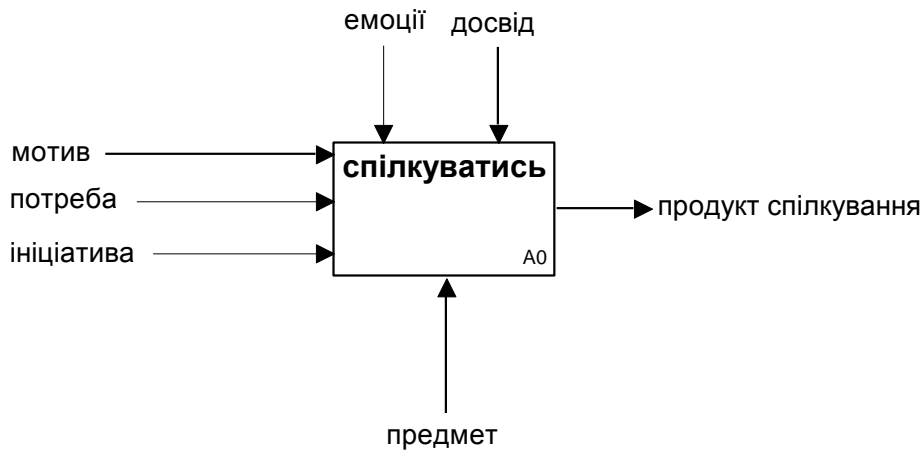 емоції досвід
мотив
спілкуватись
потреба
продукт спілкування
ініціатива
A0
предмет